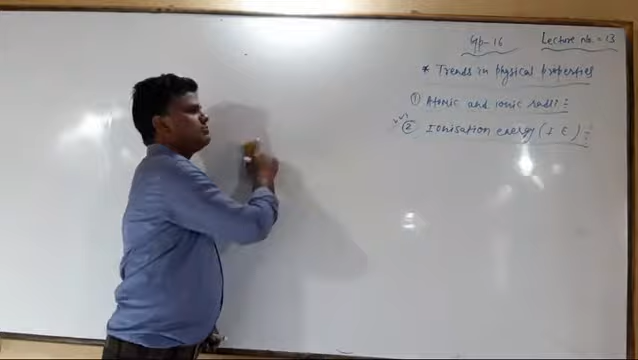 Gp-16 Lecture No. = 13
* Trends in physical properties
① Atomic and ionic radii :
② Ionisation energy ( I E ) :